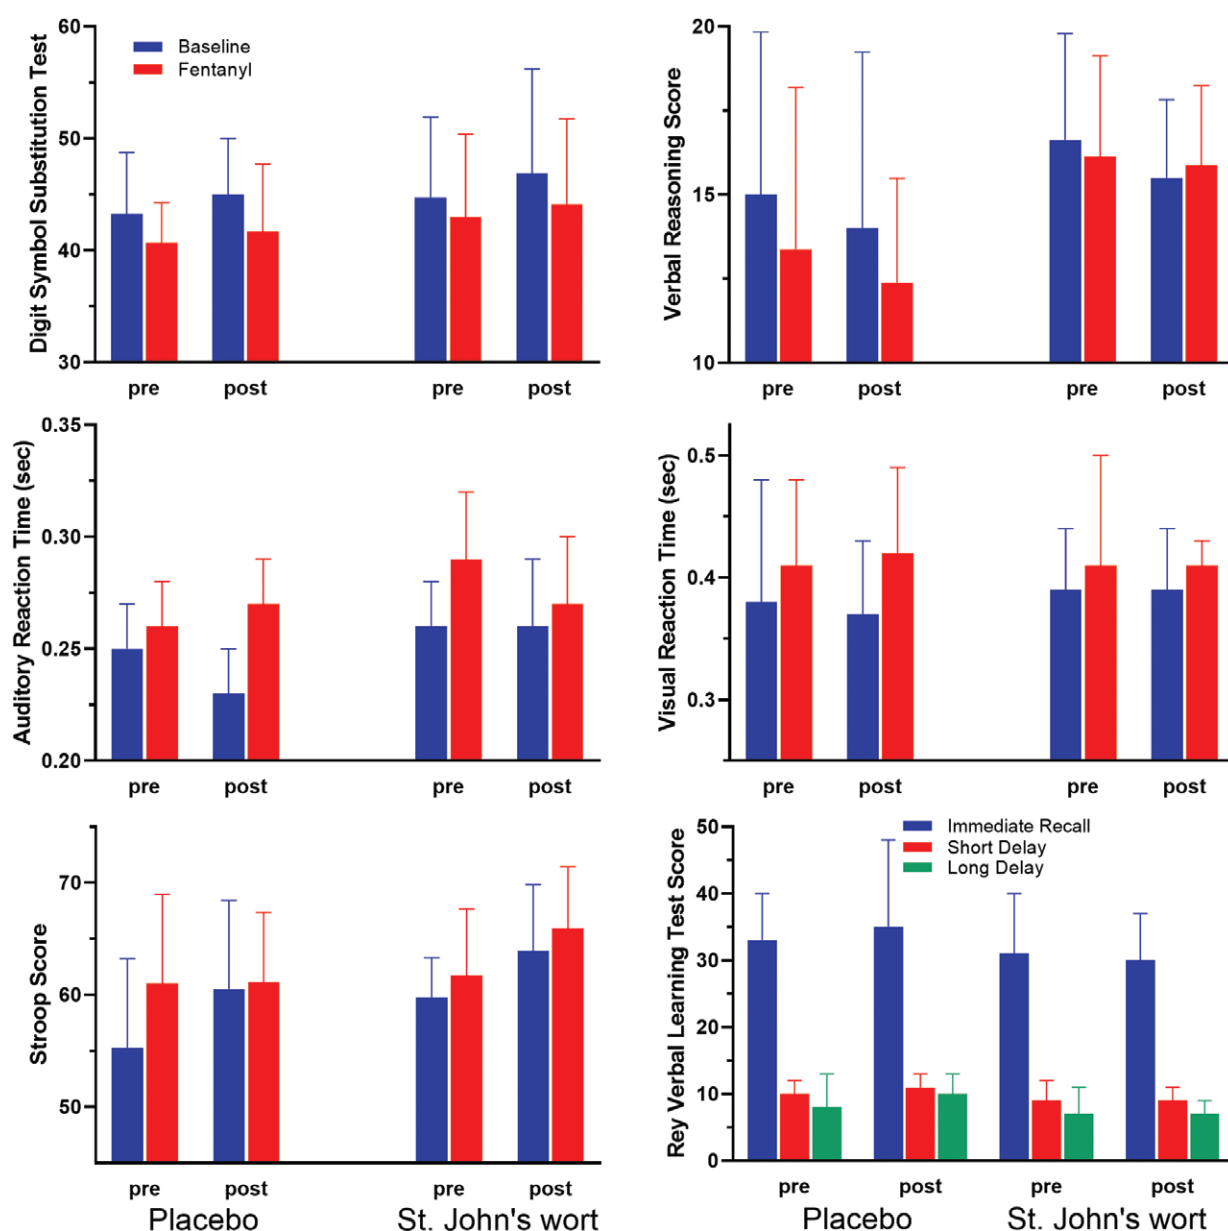 Digit Symbol Substitution Test
60
50
40
30
Baseline
Fentanyl
pre
post
pre
post
Verbal Reasoning Score
20
15
10
pre
post
pre
post
Auditory Reaction Time (sec)
0.35
0.30
0.25
0.20
pre
post
pre
post
Visual Reaction Time (sec)
0.5
0.4
0.3
pre
post
pre
post
Stroop Score
70
60
50
pre
post
pre
post
Placebo
St. John's wort
Rey Verbal Learning Test Score
50
40
30
20
10
0
Immediate Recall
Short Delay
Long Delay
pre
post
pre
post
Placebo
St. John's wort